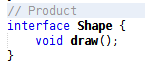 // Product
interface Shape {
    void draw();
}